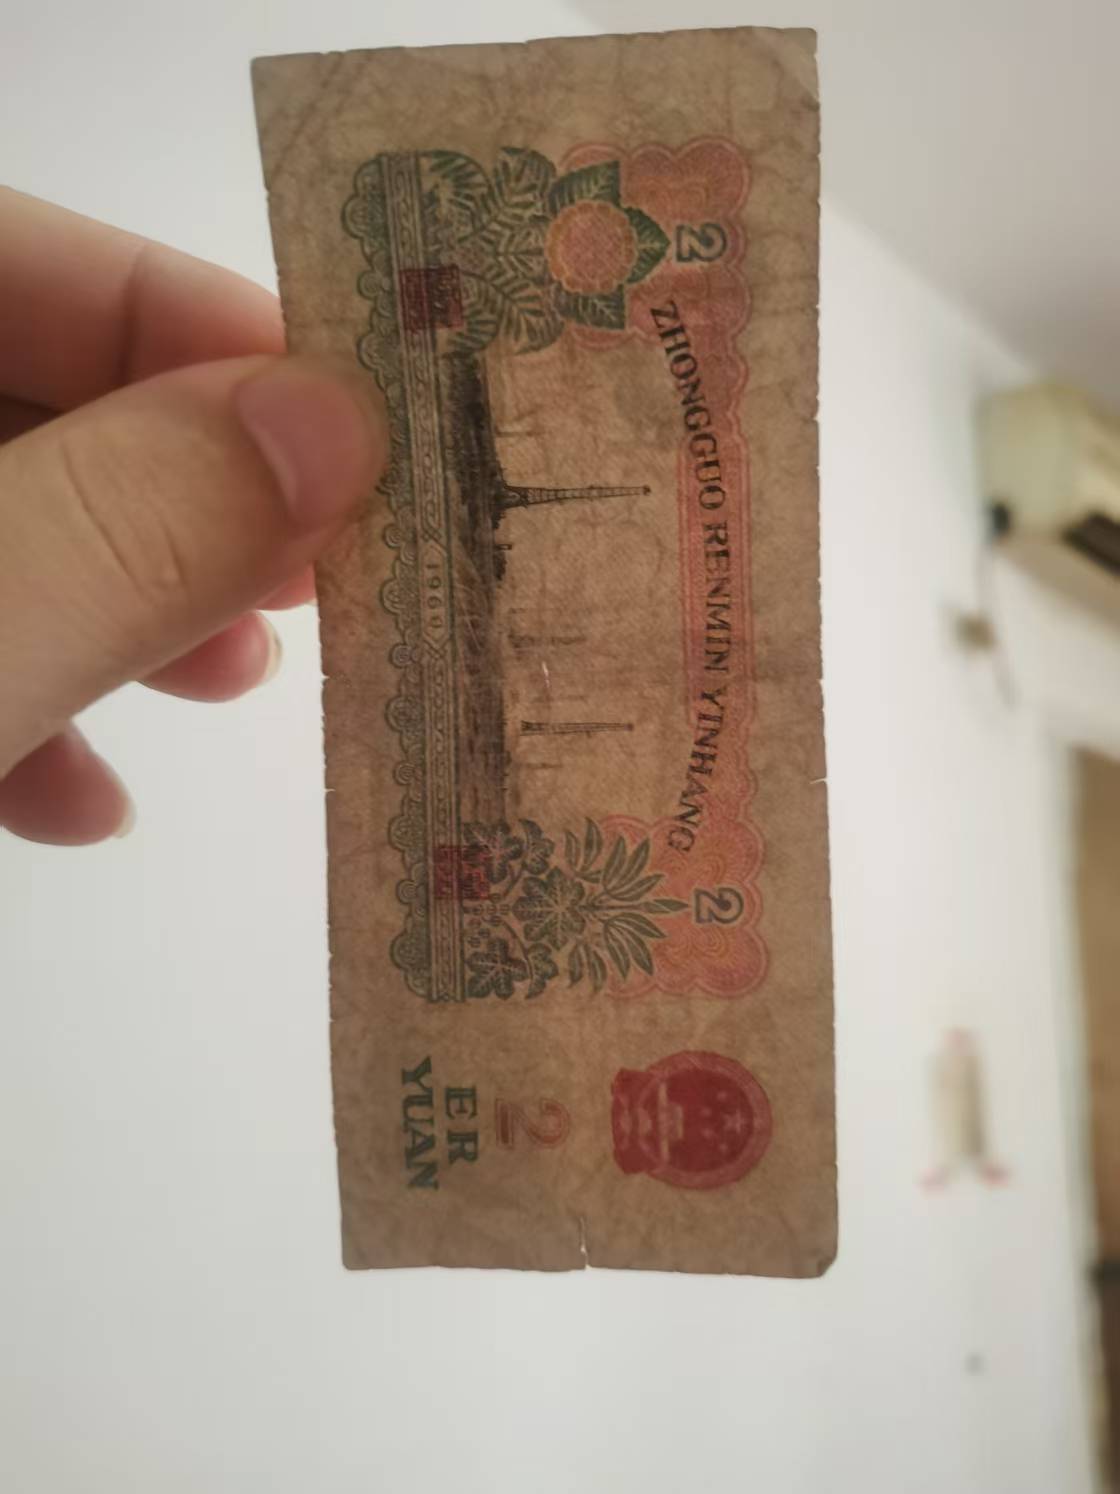 ZHONGGUO RENMIN YINHANG
2
2
1960
2
ER
YUAN